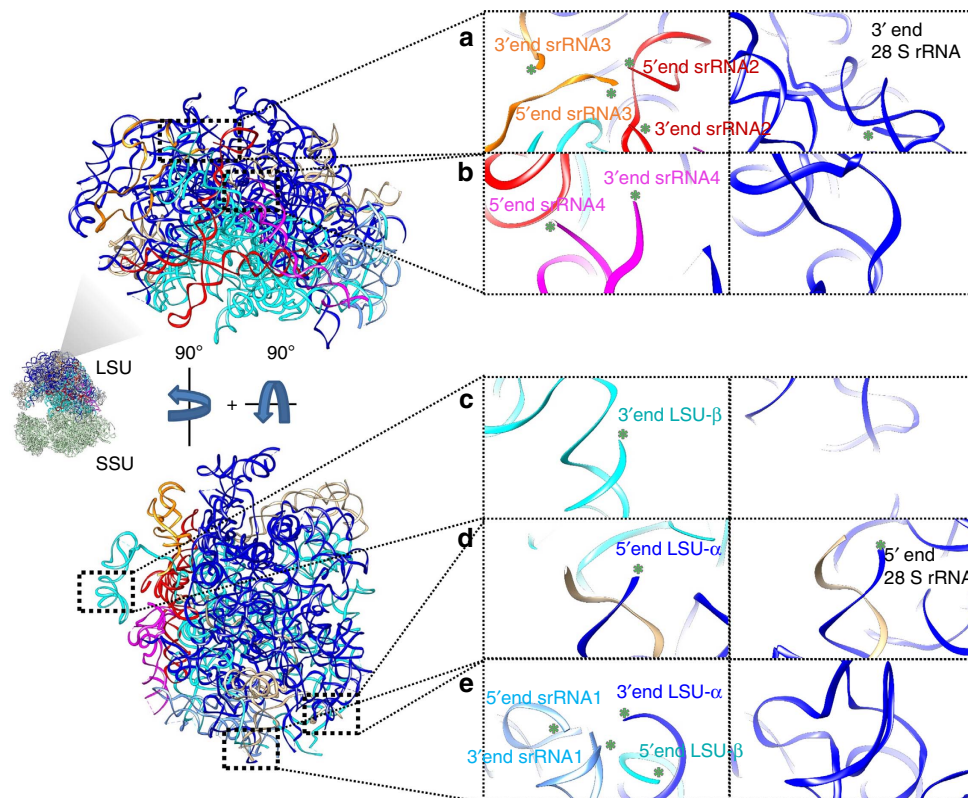 a
3′end srRNA3
5′end srRNA2
5′end srRNA3
3′end srRNA2
3′ end
28 S rRNA
b
3′end srRNA4
5′end srRNA4
LSU
SSU
90°
+
90°
c
3′end LSU-β
d
5′end LSU-α
5′ end
28 S rRNA
e
5′end srRNA1
3′end LSU-α
3′end srRNA1
5′end LSU-β